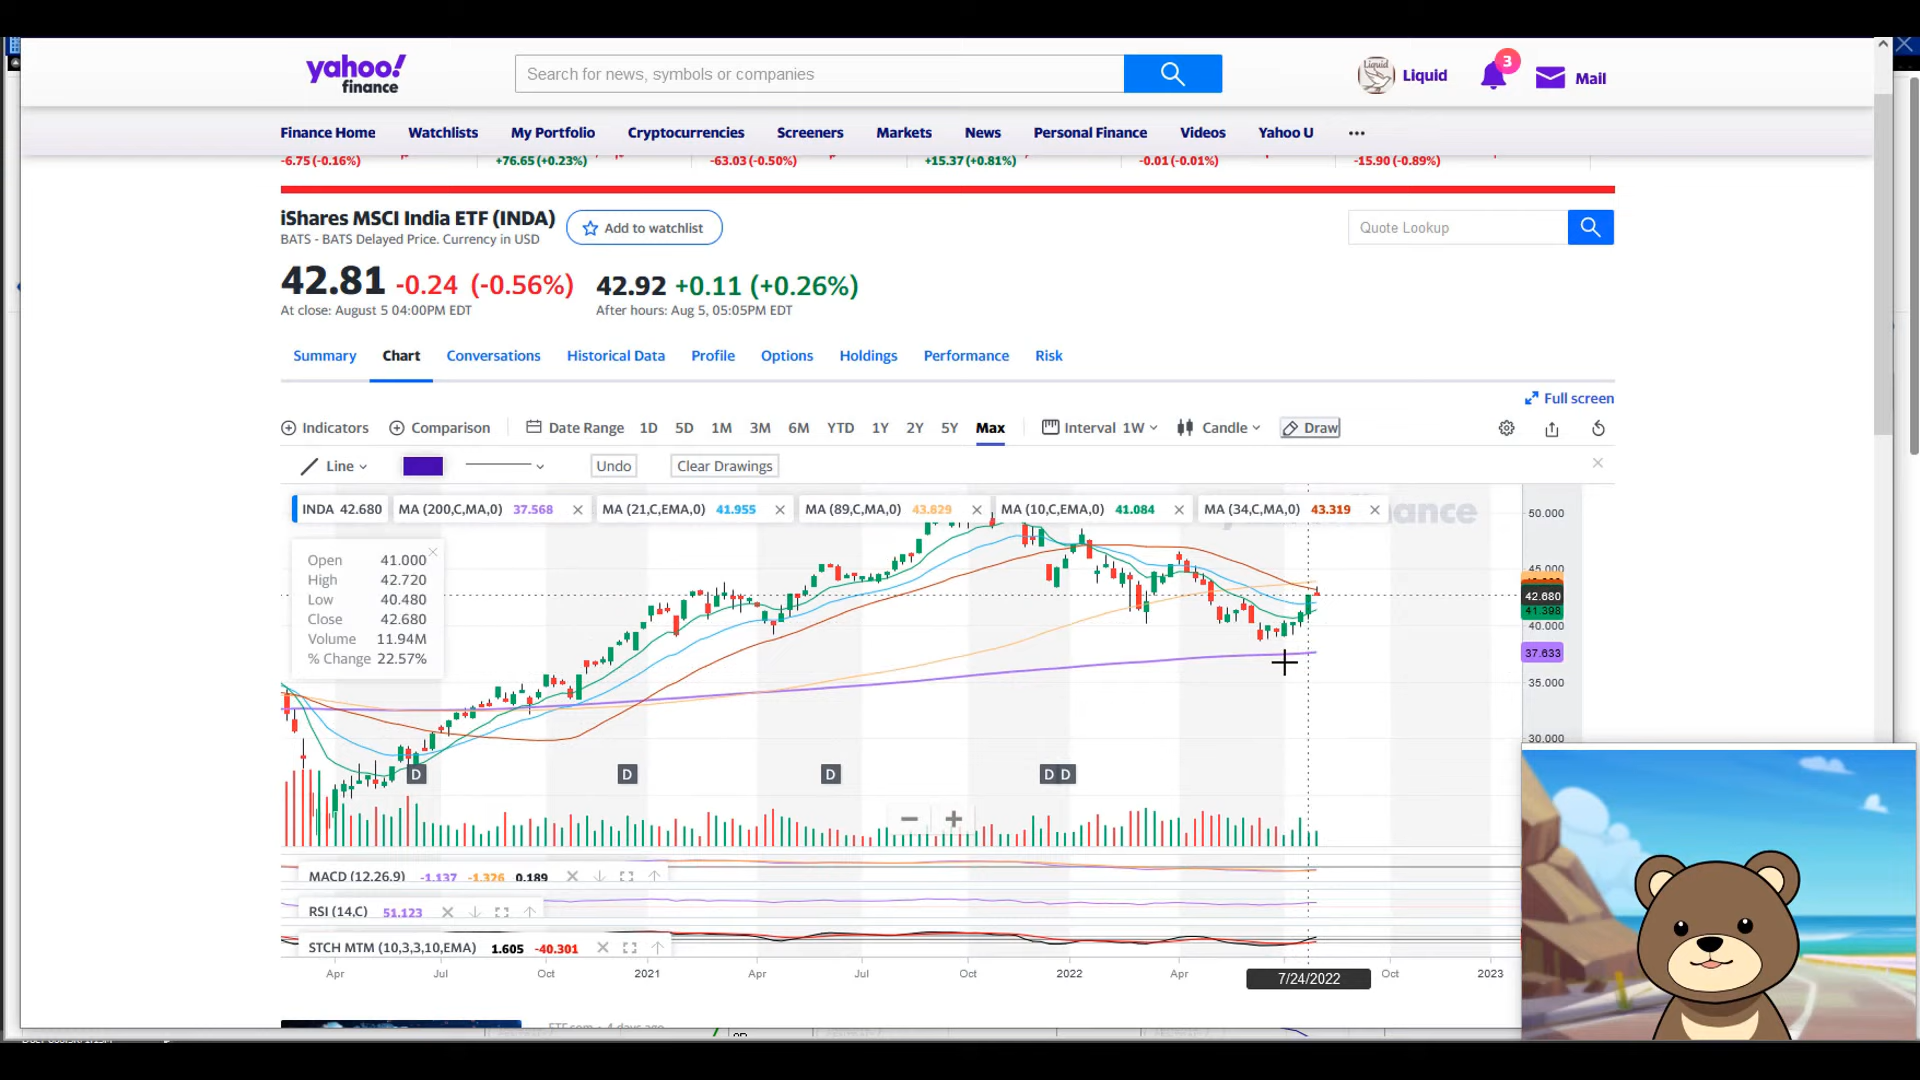 yahoo!
finance
Search for news, symbols or companies
Liquid
Liquid
3
Mail
Finance Home Watchlists My Portfolio Cryptocurrencies Screeners Markets News Personal Finance Videos Yahoo U ...
-6.75 (-0.16%) +76.65 (+0.23%) -63.03 (-0.50%) +15.37 (+0.81%) -0.01 (-0.01%) -15.90 (-0.89%)
iShares MSCI India ETF (INDA)
Add to watchlist
Quote Lookup
BATS - BATS Delayed Price. Currency in USD
42.81 -0.24 (-0.56%) 42.92 +0.11 (+0.26%)
At close: August 5 04:00PM EDT After hours: Aug 5, 05:05PM EDT
Summary Chart Conversations Historical Data Profile Options Holdings Performance Risk
Full screen
Indicators Comparison Date Range 1D 5D 1M 3M 6M YTD 1Y 2Y 5Y Max Interval 1W Candle Draw
Line Undo Clear Drawings
INDA 42.680 MA (200,C,MA,0) 37.568 MA (21,C,EMA,0) 41.955 MA (89,C,MA,0) 43.829 MA (10,C,EMA,0) 41.084 MA (34,C,MA,0) 43.319
50.000
Open 41.000
High 42.720
Low 40.480
Close 42.680
Volume 11.94M
% Change 22.57%
45.000
42.680
41.398
40.000
37.633
35.000
30.000
D D D D D
MACD (12,26,9) -1.137 -1.326 0.189
RSI (14,C) 51.123
STCH MTM (10,3,3,10,EMA) 1.605 -40.301
Apr Jul Oct 2021 Apr Jul Oct 2022 Apr 7/24/2022 Oct 2023